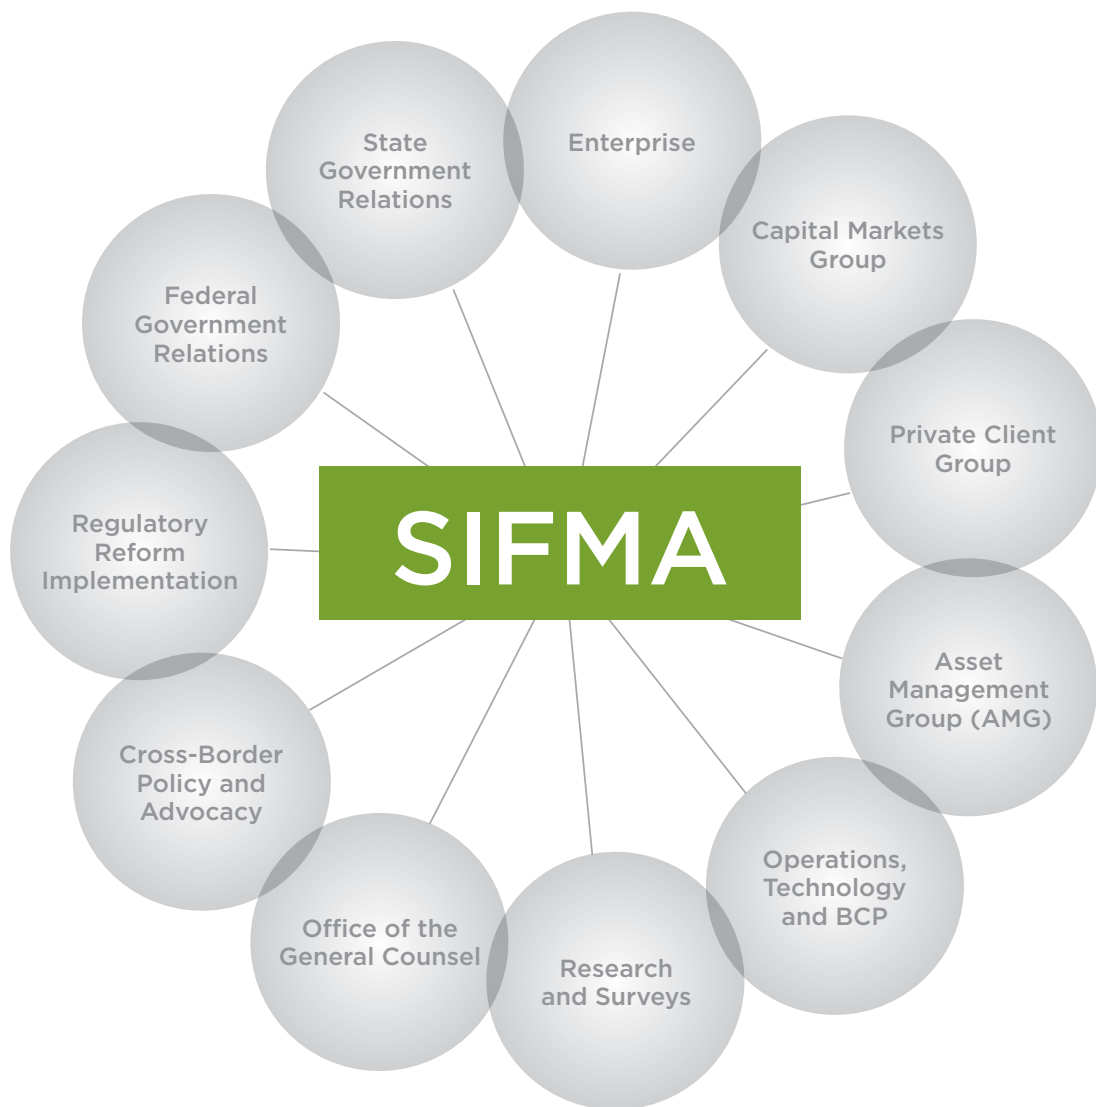 State
Government
Relations
Enterprise
Capital Markets
Group
Federal
Government
Relations
Private Client
Group
SIFMA
Regulatory
Reform
Implementation
Asset
Management
Group (AMG)
Cross-Border
Policy and
Advocacy
Operations,
Technology
and BCP
Office of the
General Counsel
Research
and Surveys